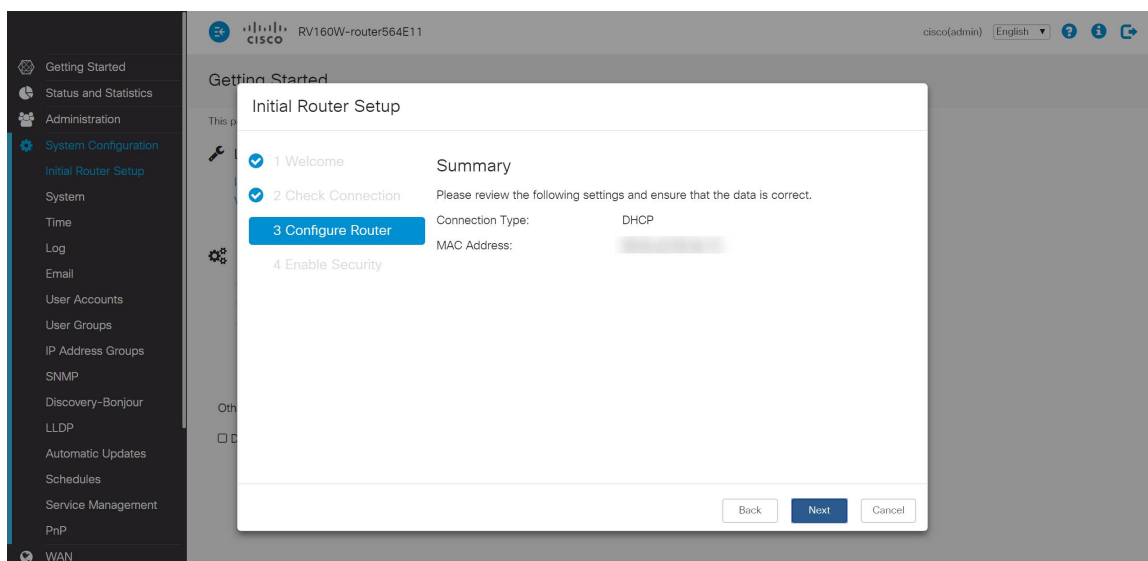 CISCO
RV160W-router564E11
cisco(admin)
English
Getting Started
Status and Statistics
Administration
System Configuration
Initial Router Setup
System
Time
Log
Email
User Accounts
User Groups
IP Address Groups
SNMP
Discovery-Bonjour
LLDP
Automatic Updates
Schedules
Service Management
PnP
WAN
Getting Started
This p
Oth
Initial Router Setup
1 Welcome
2 Check Connection
3 Configure Router
4 Enable Security
Summary
Please review the following settings and ensure that the data is correct.
Connection Type: DHCP
MAC Address:
Back Next Cancel